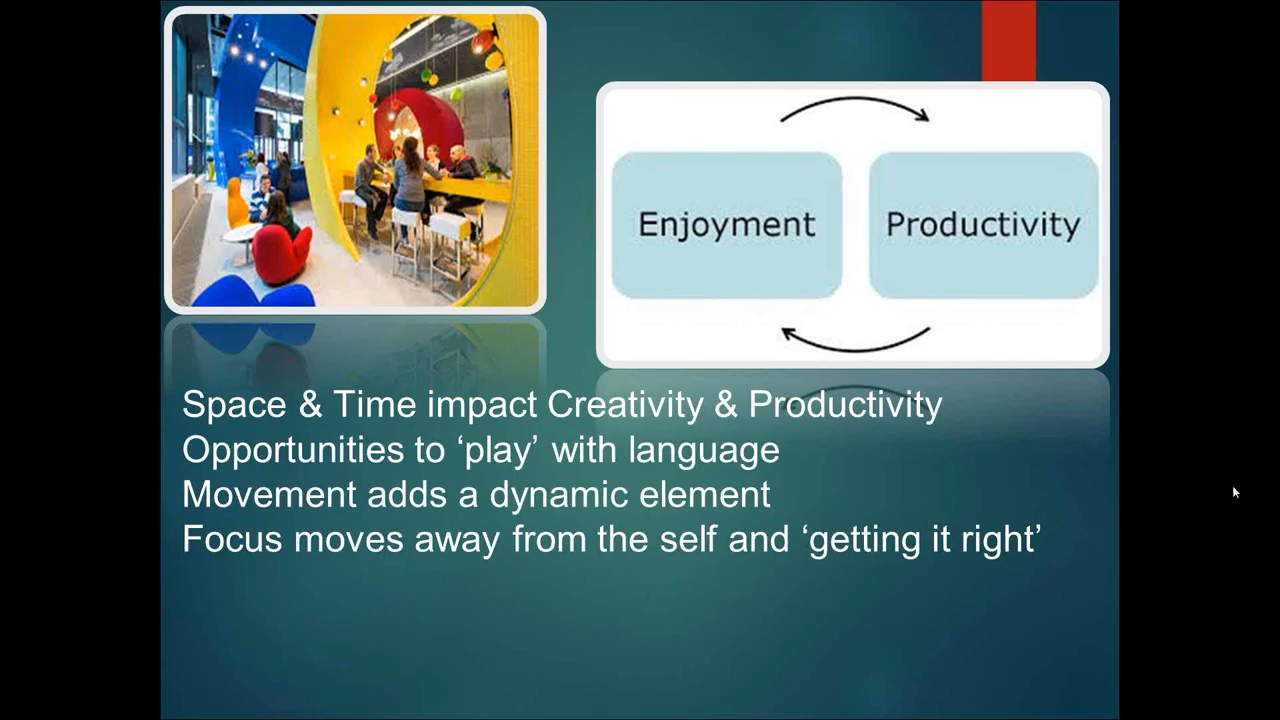 Enjoyment
Productivity
Space & Time impact Creativity & Productivity
Opportunities to ‘play’ with language
Movement adds a dynamic element
Focus moves away from the self and ‘getting it right’